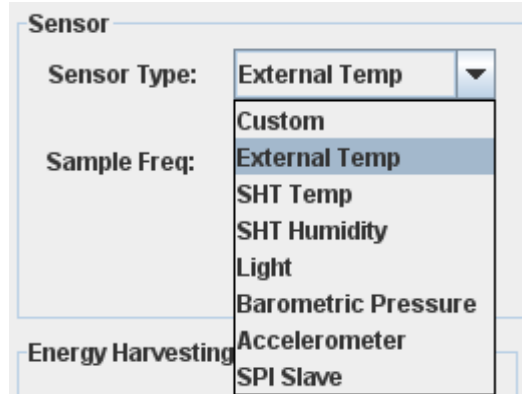 Sensor
Sensor Type: External Temp
Custom
Sample Freq: External Temp
SHT Temp
SHT Humidity
Light
Barometric Pressure
Energy Harvesting Accelerometer
SPI Slave